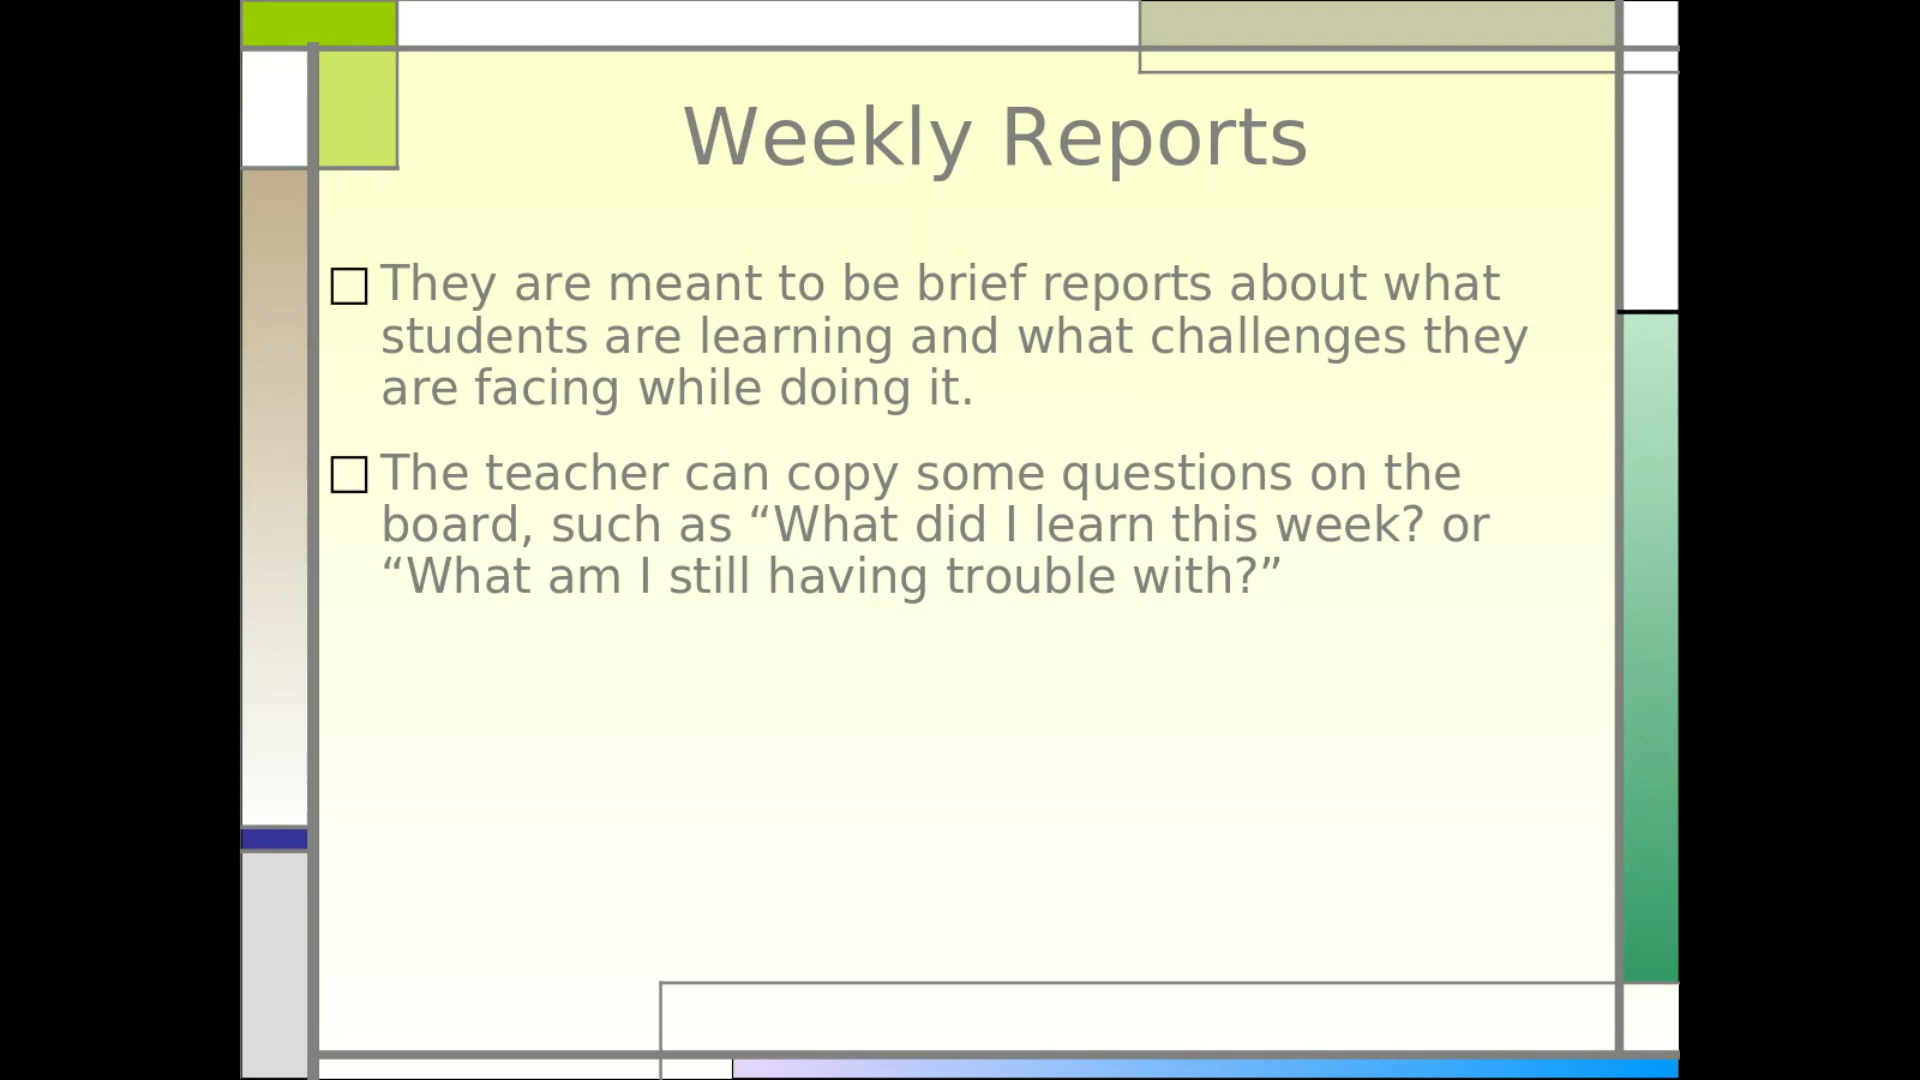 Weekly Reports
They are meant to be brief reports about what
students are learning and what challenges they
are facing while doing it.
The teacher can copy some questions on the
board, such as “What did I learn this week? or
“What am I still having trouble with?”